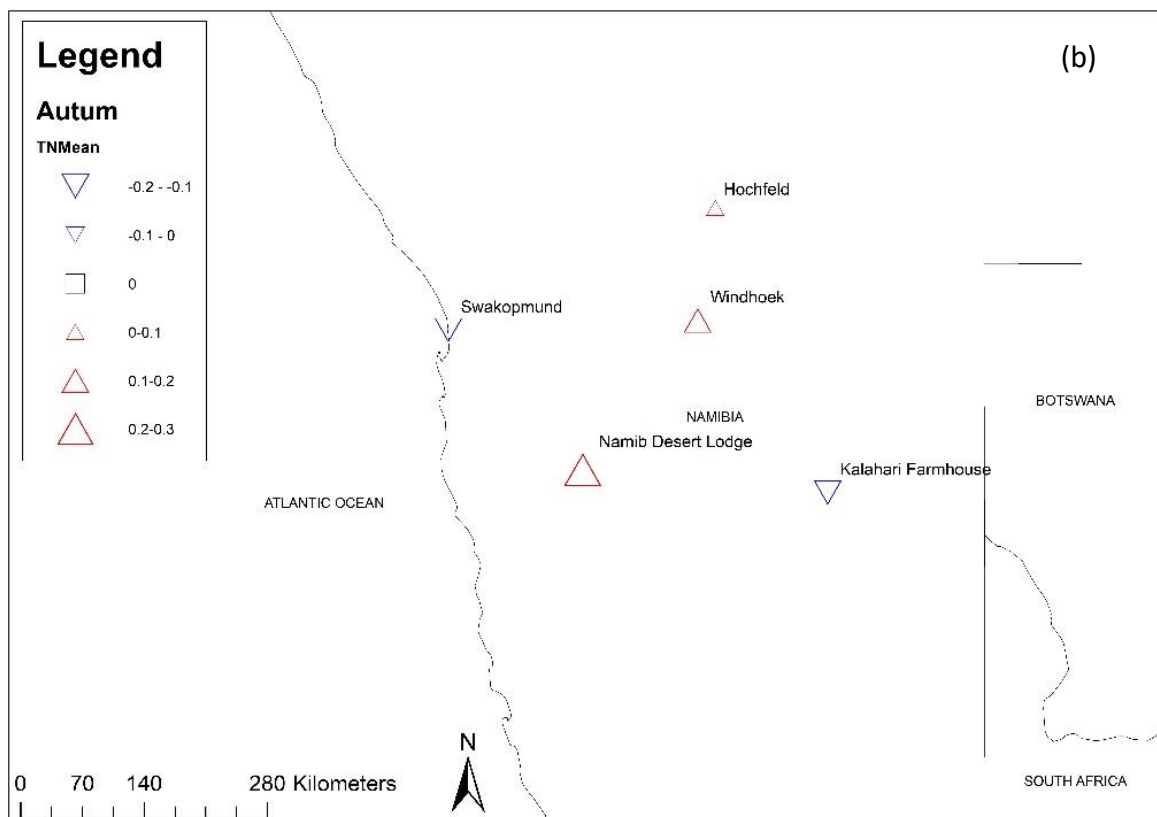 Legend
(b)
Autum
TNMean
-0.2 - -0.1
-0.1 - 0
0
0-0.1
0.1-0.2
0.2-0.3
Hochfeld
Windhoek
Swakopmund
BOTSWANA
NAMIBIA
Namib Desert Lodge
Kalahari Farmhouse
ATLANTIC OCEAN
N
0 70 140 280 Kilometers
SOUTH AFRICA